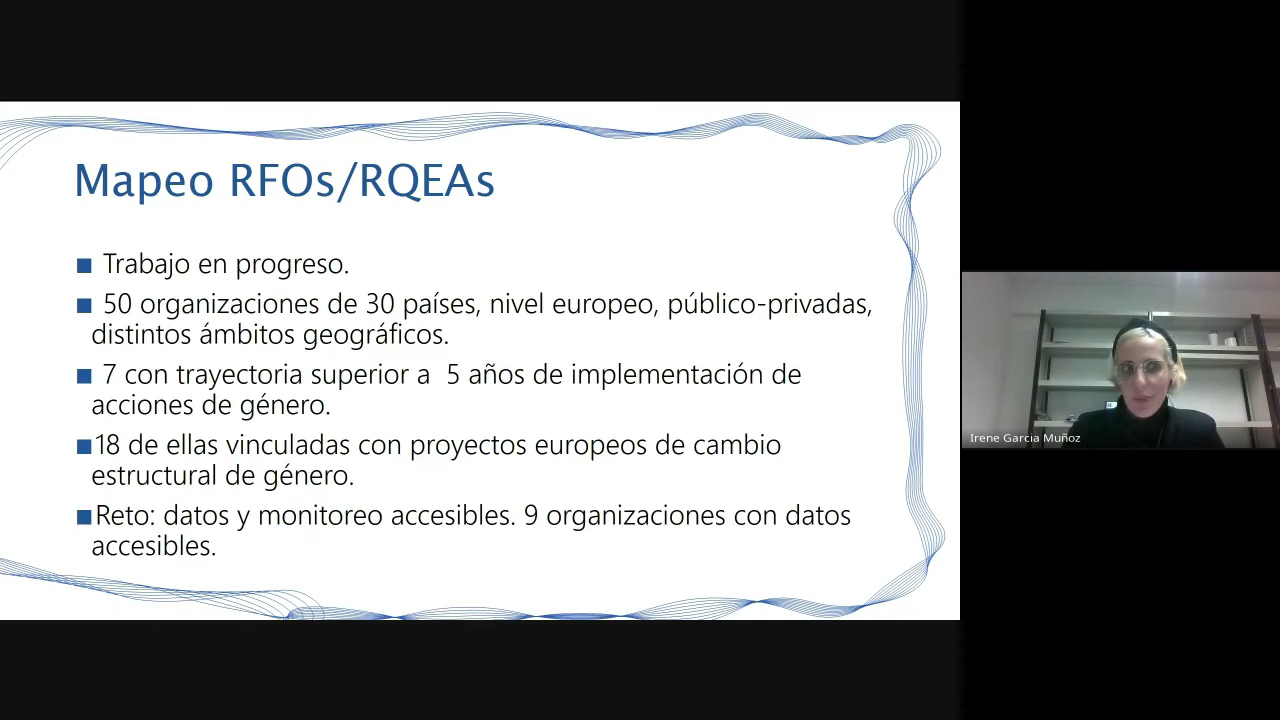 Mapeo RFOs/RQEAs
■ Trabajo en progreso.
■ 50 organizaciones de 30 países, nivel europeo, público-privadas,
distintos ámbitos geográficos.
■ 7 con trayectoria superior a  5 años de implementación de
acciones de género.
■18 de ellas vinculadas con proyectos europeos de cambio
estructural de género.
■Reto: datos y monitoreo accesibles. 9 organizaciones con datos
accesibles.
Irene Garcia Muñoz